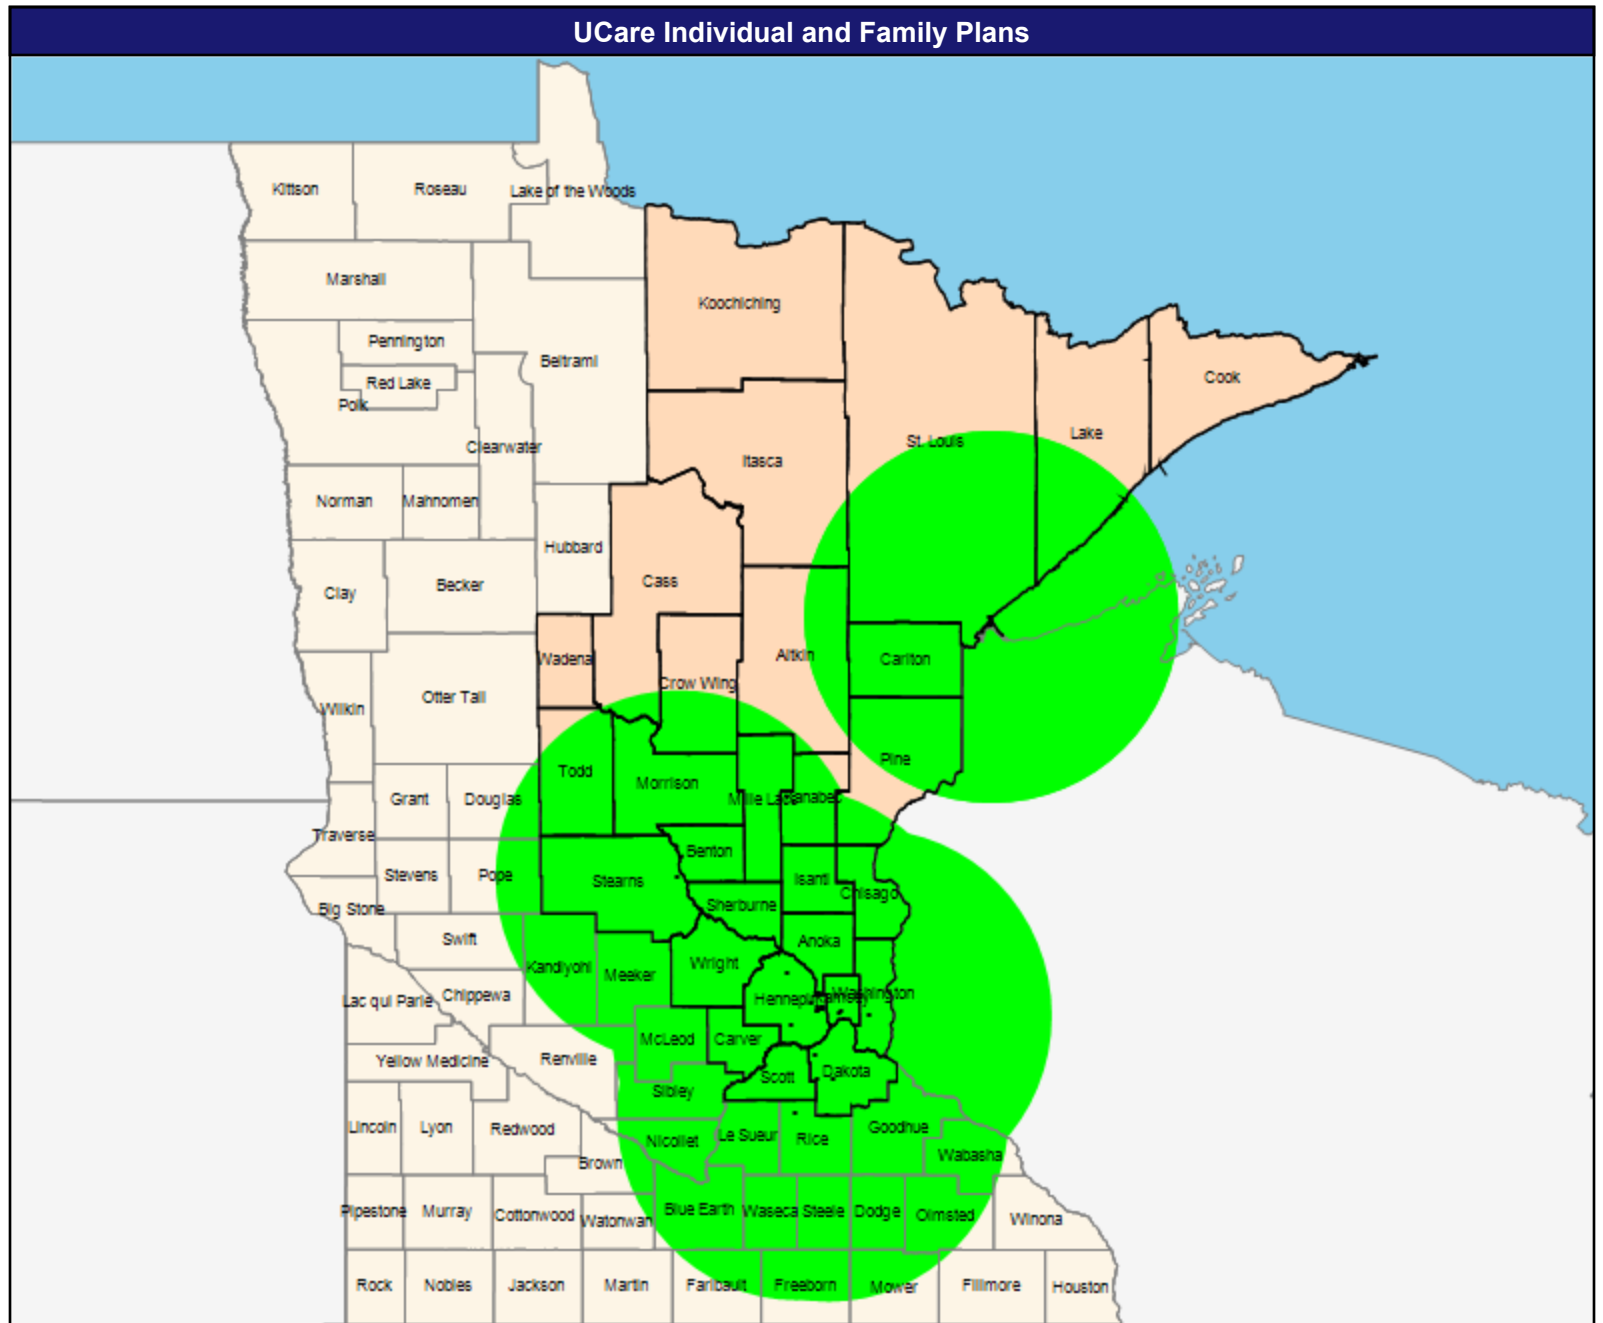 UCare Individual and Family Plans
Kittson
Roseau
Lake of the Woods
Marshall
Koochiching
Pennington
Beltrami
Red Lake
Polk
Cook
Lake
St. Louis
Clearwater
Itasca
Norman
Mahnomen
Hubbard
Cass
Becker
Clay
Wadena
Aitkin
Carlton
Crow Wing
Otter Tail
Wilkin
Pine
Todd
Morrison
Grant
Douglas
Mille Lacs
Kanabec
Traverse
Benton
Stevens
Pope
Stearns
Isanti
Chisago
Sherburne
Big Stone
Swift
Anoka
Kandiyohi
Meeker
Wright
Lac qui Parle
Chippewa
Hennepin
Ramsey
Washington
McLeod
Carver
Yellow Medicine
Renville
Scott
Dakota
Sibley
Lincoln
Lyon
Redwood
Nicollet
Le Sueur
Rice
Goodhue
Wabasha
Brown
Pipestone
Murray
Cottonwood
Watonwan
Blue Earth
Waseca
Steele
Dodge
Olmsted
Winona
Rock
Nobles
Jackson
Martin
Faribault
Freeborn
Mower
Fillmore
Houston